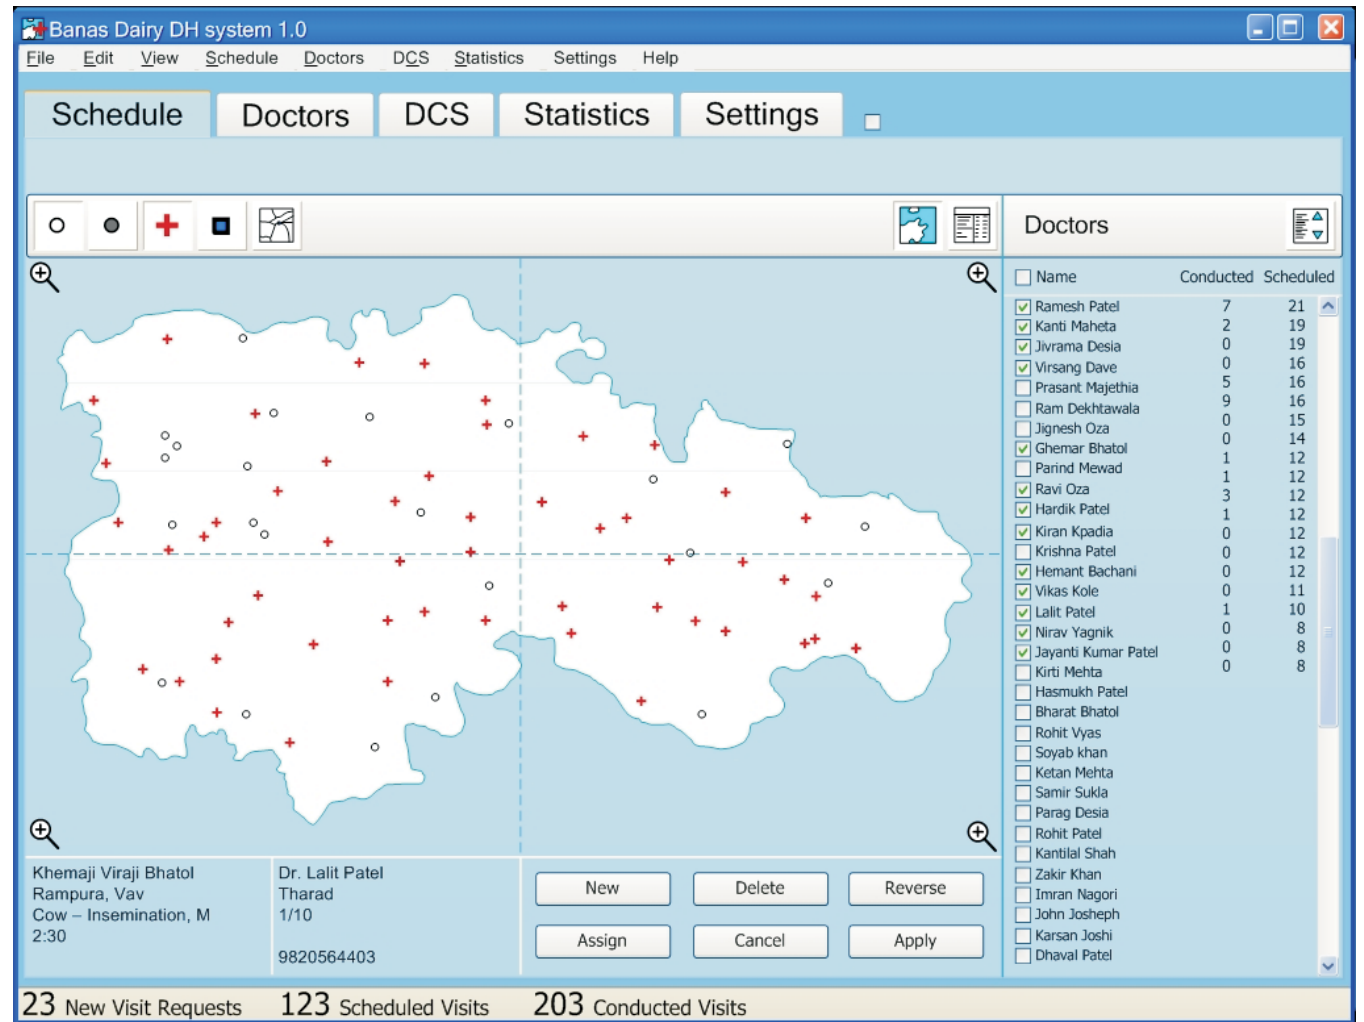 Banas Dairy DH system 1.0
File Edit View Schedule Doctors DCS Statistics Settings Help
Schedule Doctors DCS Statistics Settings
Doctors
Name Conducted Scheduled
Ramesh Patel 7 21
Kanti Maheta 2 19
Jivrama Desia 0 19
Virsang Dave 0 16
Prasant Majethia 5 16
Ram Dekhtawala 9 16
Jignesh Oza 0 15
Ghemar Bhatol 0 14
Parind Mewad 1 12
Ravi Oza 1 12
Hardik Patel 3 12
Kiran Kpadia 1 12
Krishna Patel 0 12
Hemant Bachani 0 12
Vikas Kole 0 12
Lalit Patel 0 11
Nirav Yagnik 1 10
Jayanti Kumar Patel 0 8
Kirti Mehta 0 8
Hasmukh Patel 0 8
Bharat Bhatol
Rohit Vyas
Soyab khan
Ketan Mehta
Samir Sukla
Parag Desia
Rohit Patel
Kantilal Shah
Zakir Khan
Imran Nagori
John Josheph
Karsan Joshi
Dhaval Patel
Khemaji Viraji Bhatol
Rampura, Vav
Cow – Insemination, M
2:30
Dr. Lalit Patel
Tharad
1/10
9820564403
New Delete Reverse
Assign Cancel Apply
23 New Visit Requests 123 Scheduled Visits 203 Conducted Visits